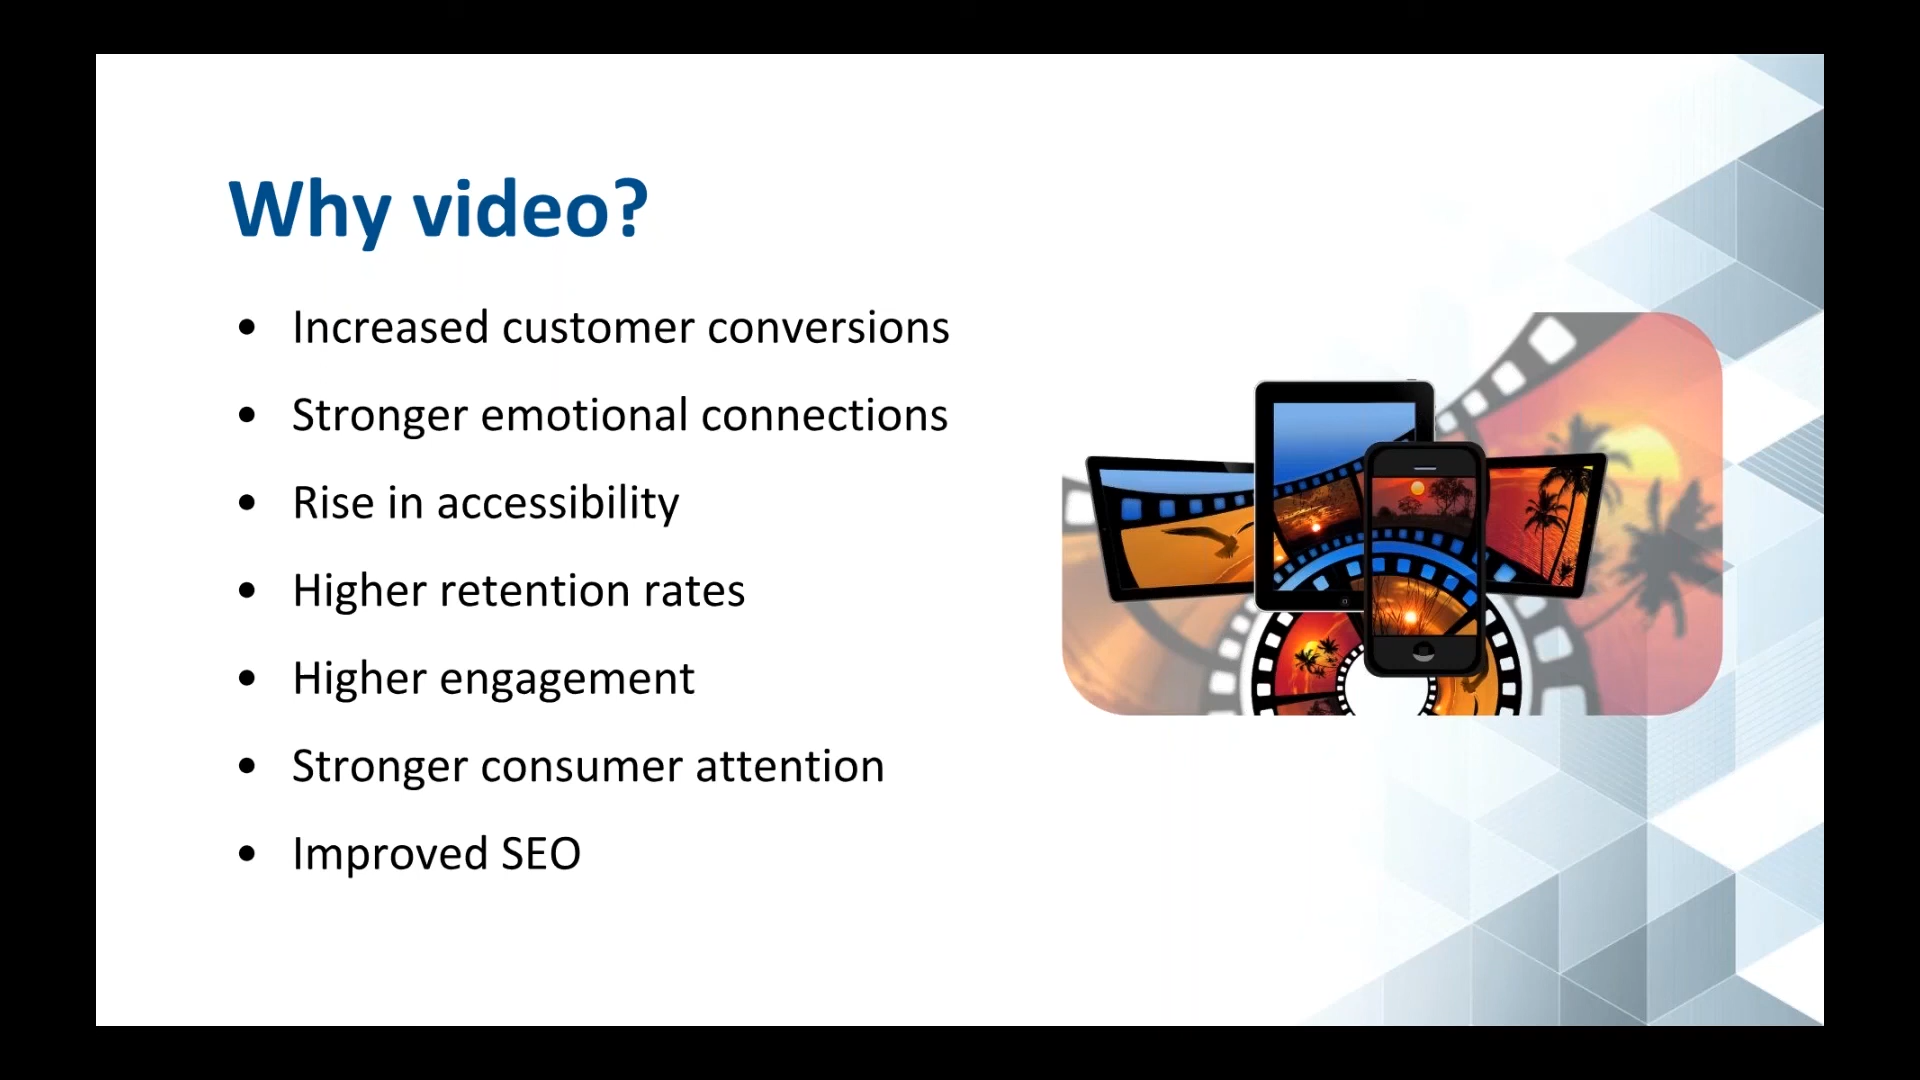 Why video?
• Increased customer conversions
• Stronger emotional connections
• Rise in accessibility
• Higher retention rates
• Higher engagement
• Stronger consumer attention
• Improved SEO